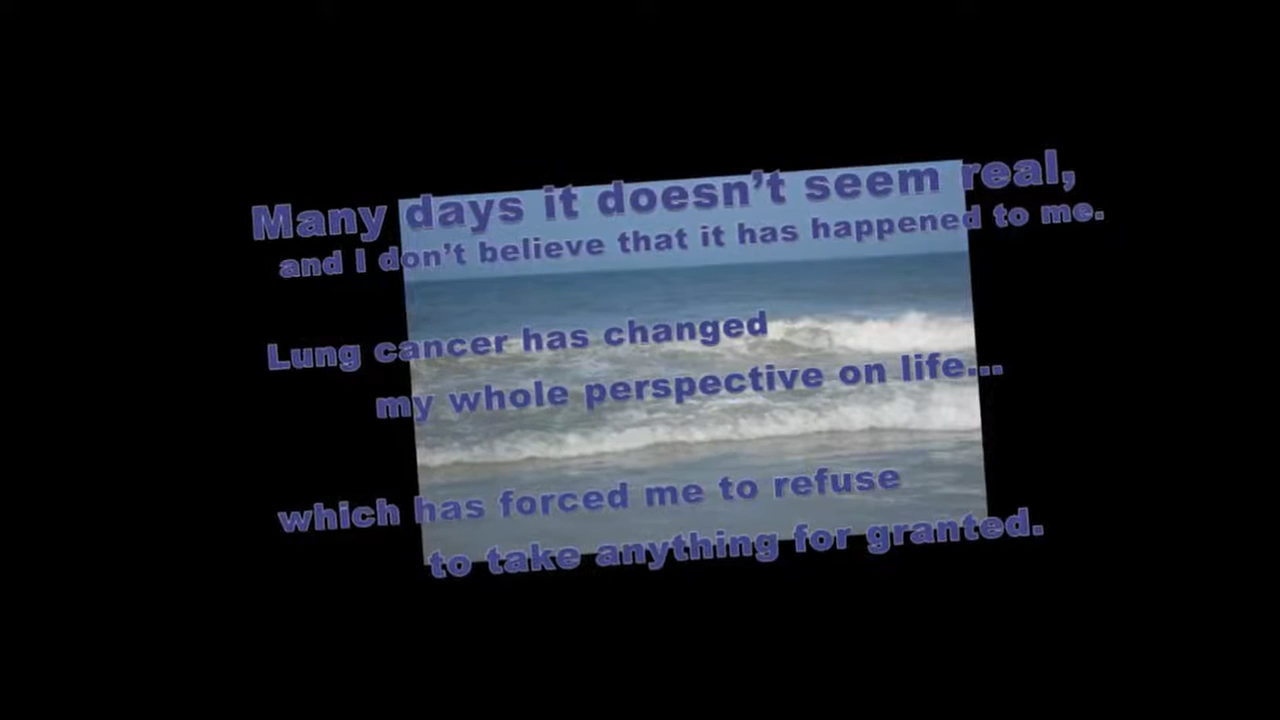 Many days it doesn’t seem real,
and I don’t believe that it has happened to me.
Lung cancer has changed
my whole perspective on life...
which has forced me to refuse
to take anything for granted.